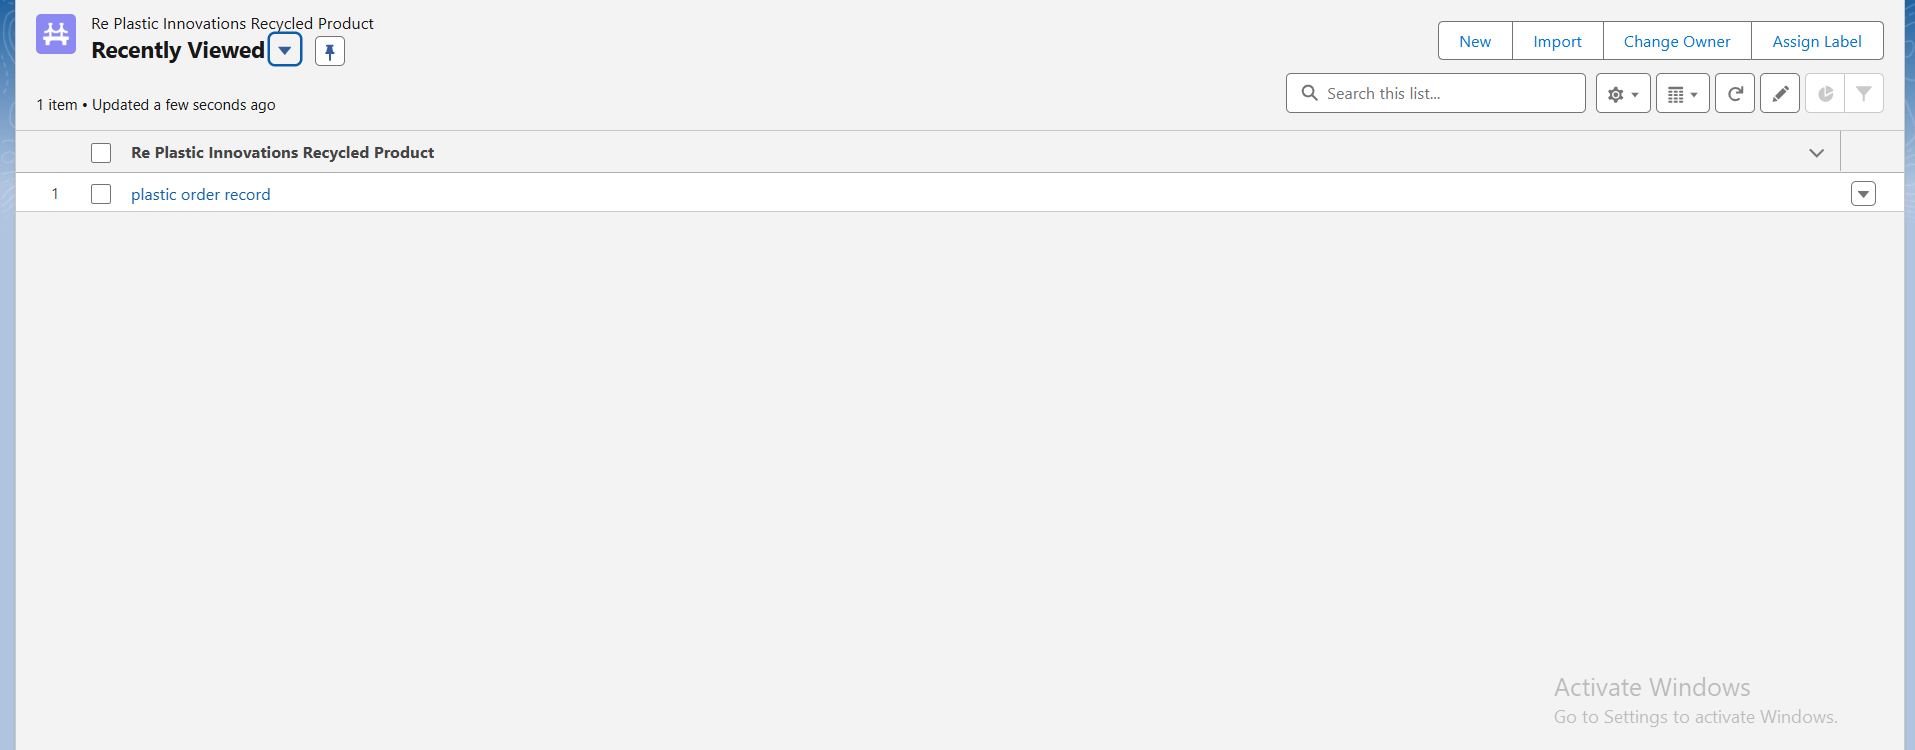 Re Plastic Innovations Recycled Product
Recently Viewed
New Import Change Owner Assign Label
1 item • Updated a few seconds ago
Search this list...
Re Plastic Innovations Recycled Product
1 plastic order record
Activate Windows
Go to Settings to activate Windows.